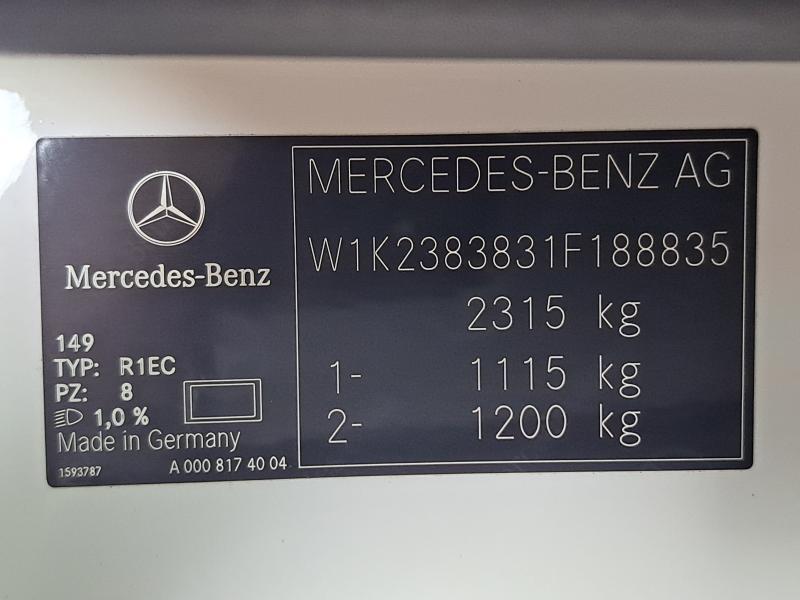 Mercedes-Benz
149
TYP: R1EC
PZ: 8
1,0 %
Made in Germany
1593787
A 000 817 40 04
MERCEDES-BENZ AG
W1K2383831F188835
2315 kg
1- 1115 kg
2- 1200 kg